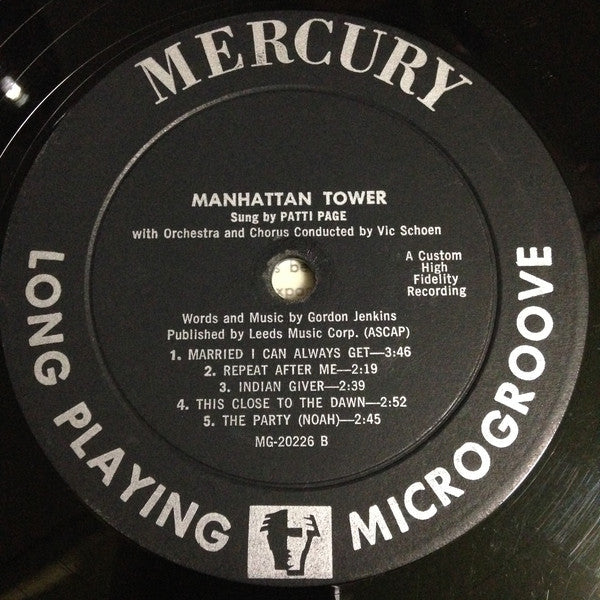 MERCURY
MANHATTAN TOWER
Sung by PATTI PAGE
with Orchestra and Chorus Conducted by Vic Schoen
A Custom
High
Fidelity
Recording
Words and Music by Gordon Jenkins
Published by Leeds Music Corp. (ASCAP)
1. MARRIED I CAN ALWAYS GET—3:46
2. REPEAT AFTER ME—2:19
3. INDIAN GIVER—2:39
4. THIS CLOSE TO THE DAWN—2:52
5. THE PARTY (NOAH)—2:45
MG-20226 B
LONG PLAYING MICROGROOVE